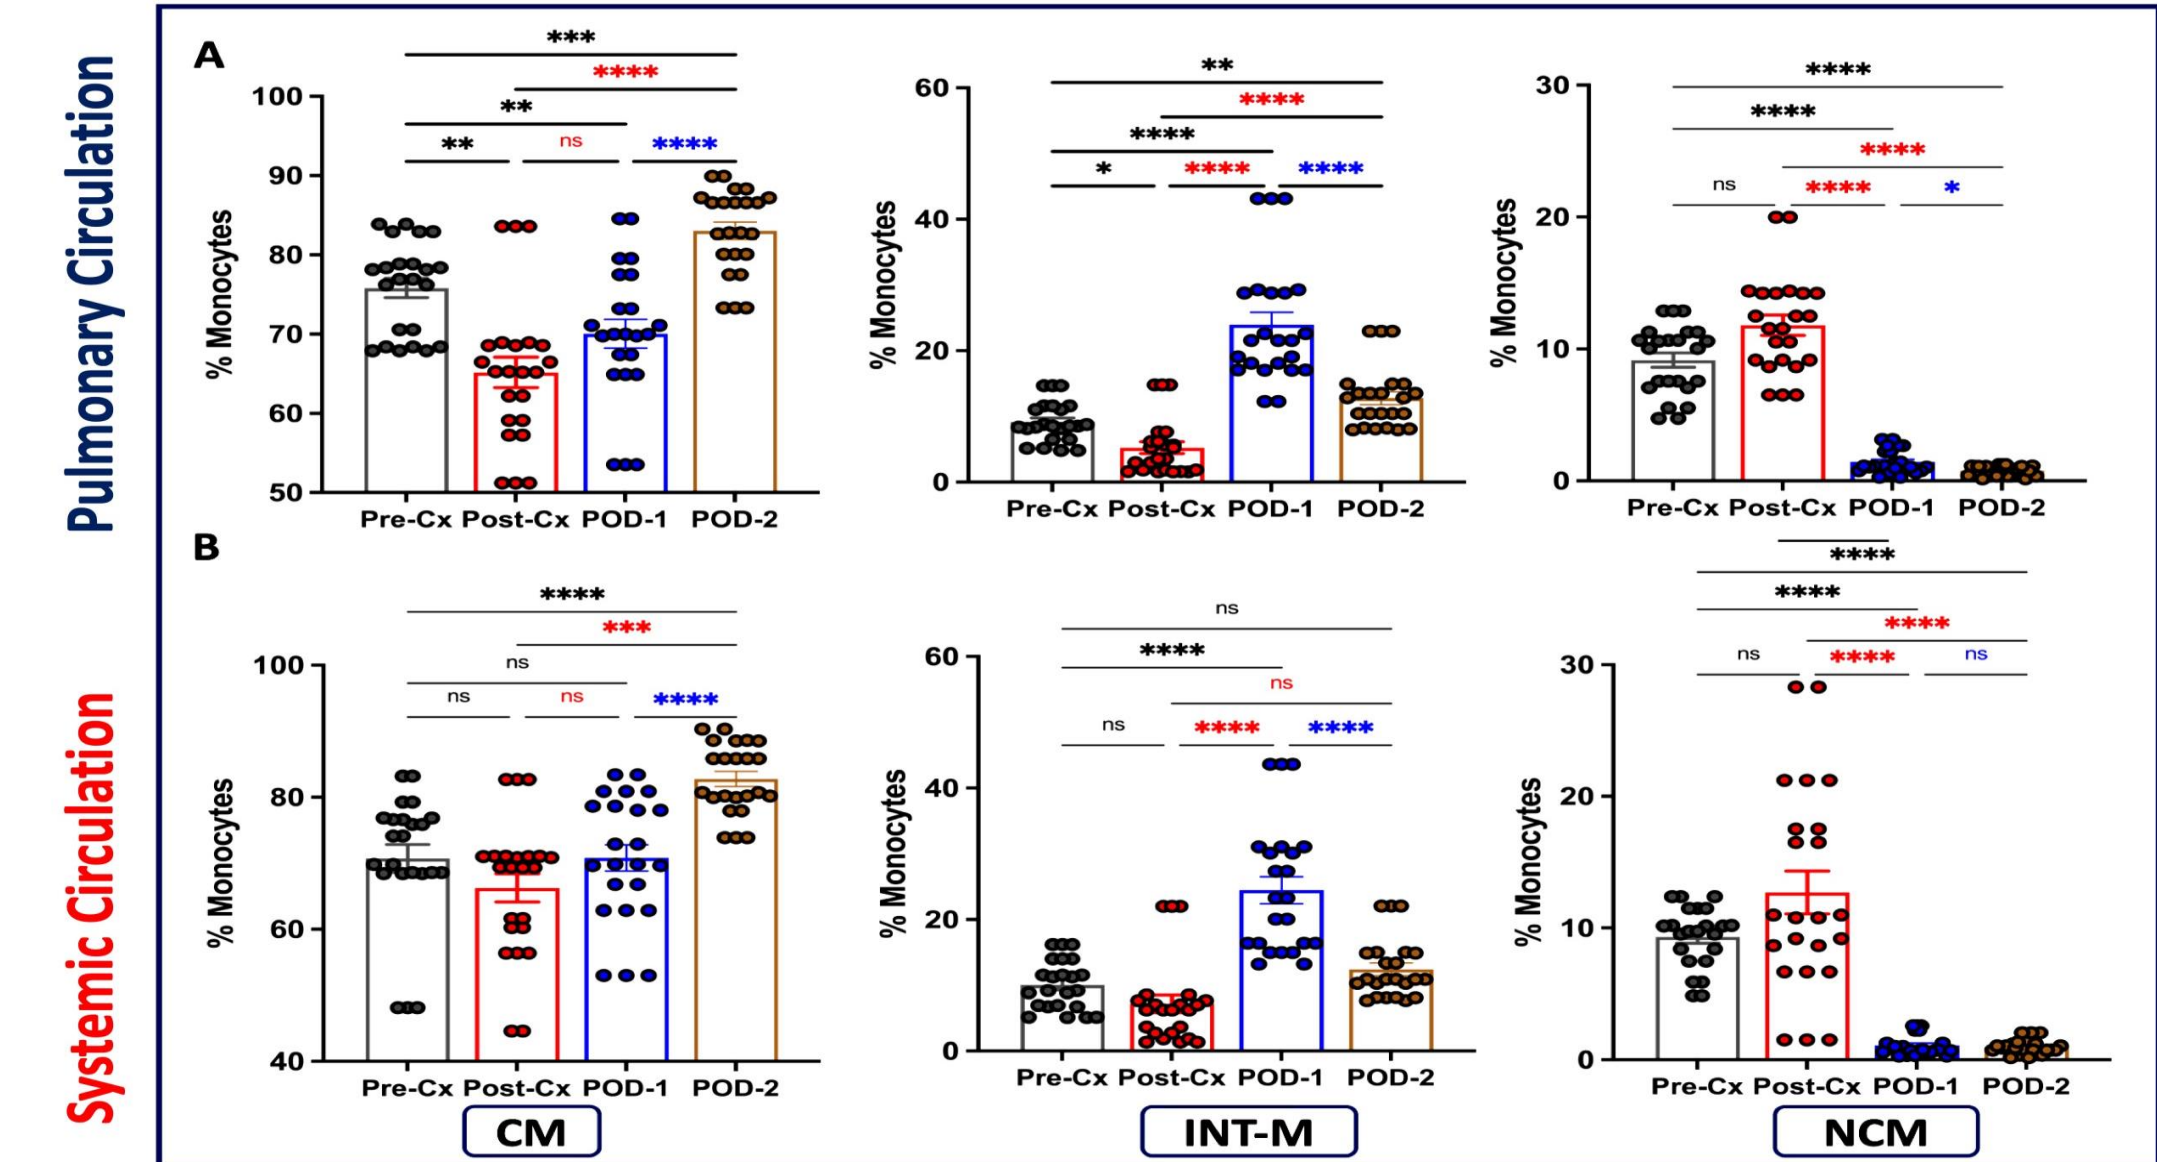 Pulmonary Circulation
A
***
****
**
** ns ****
100
90
80
70
60
50
% Monocytes
Pre-Cx Post-Cx POD-1 POD-2
**
****
****
* **** ****
60
40
20
0
% Monocytes
Pre-Cx Post-Cx POD-1 POD-2
****
****
****
ns **** *
30
20
10
0
% Monocytes
Pre-Cx Post-Cx POD-1 POD-2
Systemic Circulation
B
****
***
ns
ns ns ****
100
80
60
40
% Monocytes
Pre-Cx Post-Cx POD-1 POD-2
CM
ns
****
ns
ns **** ****
60
40
20
0
% Monocytes
Pre-Cx Post-Cx POD-1 POD-2
INT-M
****
****
****
ns **** ns
30
20
10
0
% Monocytes
Pre-Cx Post-Cx POD-1 POD-2
NCM